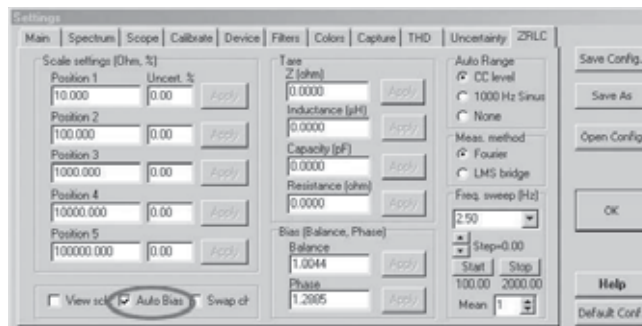 Settings
Main Spectrum Scope Calibrate Device Filters Colors Capture THD Uncertainty ZRLC
Scale settings (Ohm, %)
Position 1 Uncert. %
10.000 0.00 Apply
Position 2
100.000 0.00 Apply
Position 3
1000.000 0.00 Apply
Position 4
10000.000 0.00 Apply
Position 5
100000.000 0.00 Apply
View Auto Bias Swap
Tare
Z (ohm)
0.0000 Apply
Inductance (µH)
0.0000 Apply
Capacity (pF)
0.0000 Apply
Resistance (ohm)
0.0000 Apply
Bias (Balance, Phase)
Balance
1.0044 Apply
Phase
1.2885 Apply
Auto Range
CC level
1000 Hz Sinus
None
Meas. method
Fourier
LMS bridge
Freq. sweep (Hz)
2.50
Step=0.00
Start Stop
100.00 2000.00
Mean 1
Save Config.
Save As
Open Config
OK
Help
Default